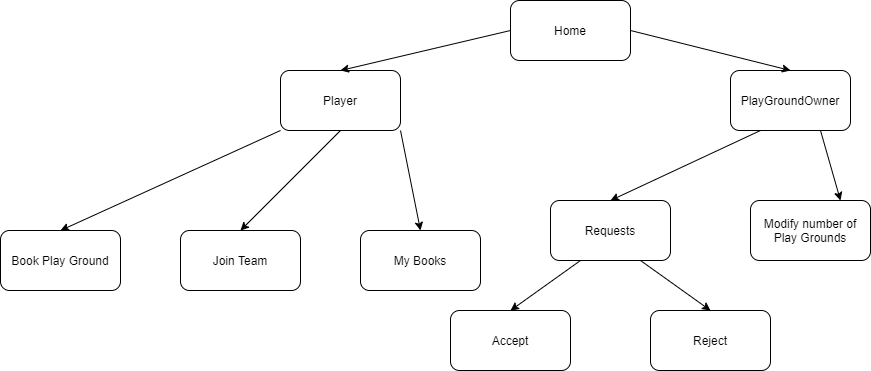 Home
Player
PlayGroundOwner
Book Play Ground
Join Team
My Books
Requests
Modify number of
Play Grounds
Accept
Reject